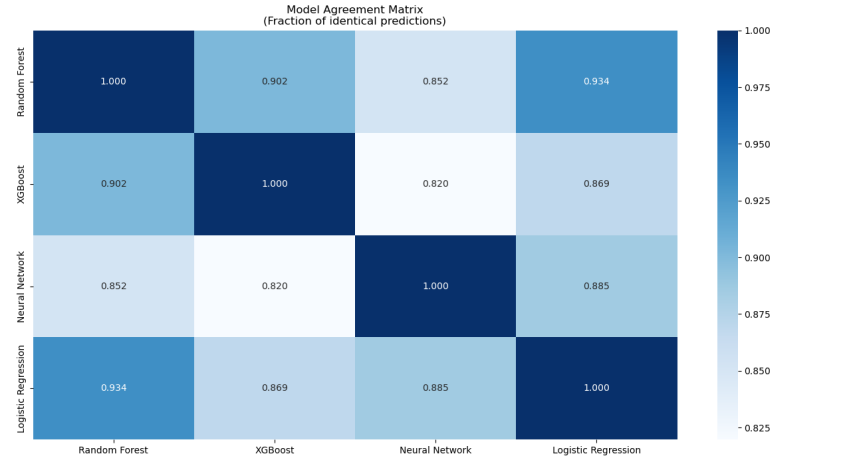 Model Agreement Matrix
(Fraction of identical predictions)
Random Forest
1.000
0.902
0.852
0.934
XGBoost
0.902
1.000
0.820
0.869
Neural Network
0.852
0.820
1.000
0.885
Logistic Regression
0.934
0.869
0.885
1.000
Random Forest
XGBoost
Neural Network
Logistic Regression
1.000
0.975
0.950
0.925
0.900
0.875
0.850
0.825